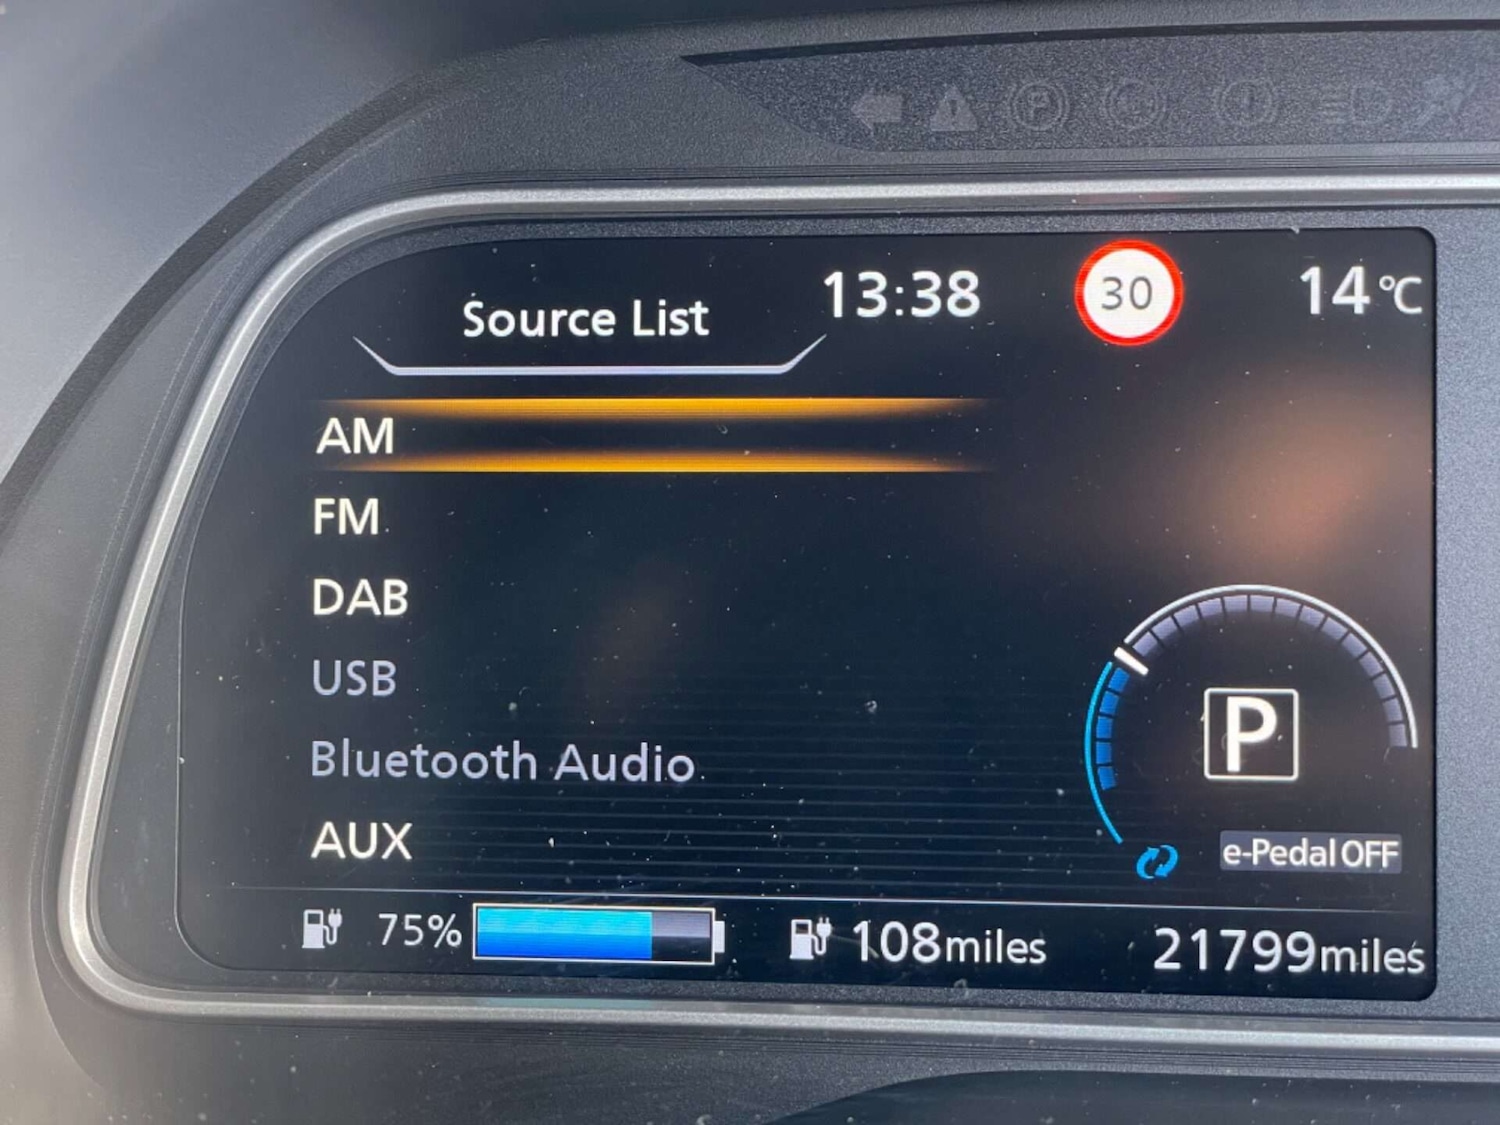 Source List
13:38
30
14°C
AM
FM
DAB
USB
Bluetooth Audio
AUX
P
e-Pedal OFF
75%
108miles
21799miles